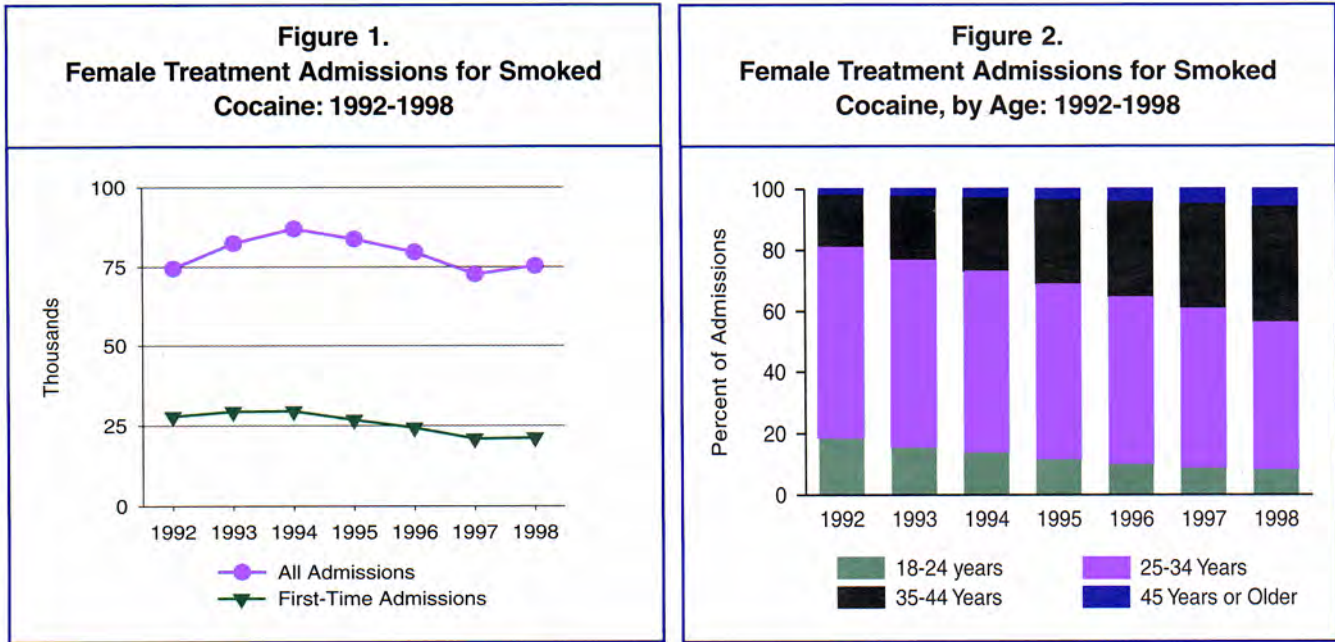 Figure 1.
Female Treatment Admissions for Smoked
Cocaine: 1992-1998
100
75
50
25
0
Thousands
1992 1993 1994 1995 1996 1997 1998
All Admissions
First-Time Admissions
Figure 2.
Female Treatment Admissions for Smoked
Cocaine, by Age: 1992-1998
100
80
60
40
20
0
Percent of Admissions
1992 1993 1994 1995 1996 1997 1998
18-24 years 25-34 Years
35-44 Years 45 Years or Older